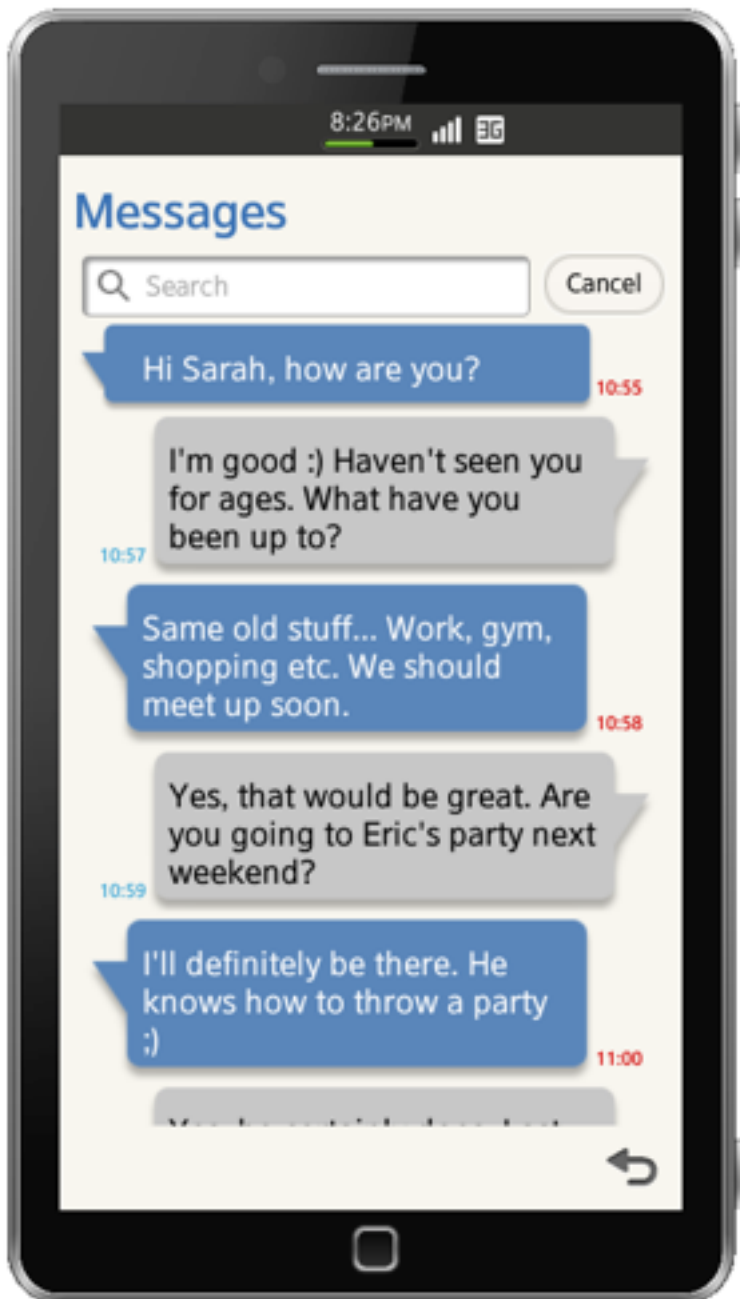 8:26PM 3G
Messages
Search Cancel
Hi Sarah, how are you?
10:55
I'm good :) Haven't seen you
for ages. What have you
been up to?
10:57
Same old stuff... Work, gym,
shopping etc. We should
meet up soon.
10:58
Yes, that would be great. Are
you going to Eric's party next
weekend?
10:59
I'll definitely be there. He
knows how to throw a party
;)
11:00